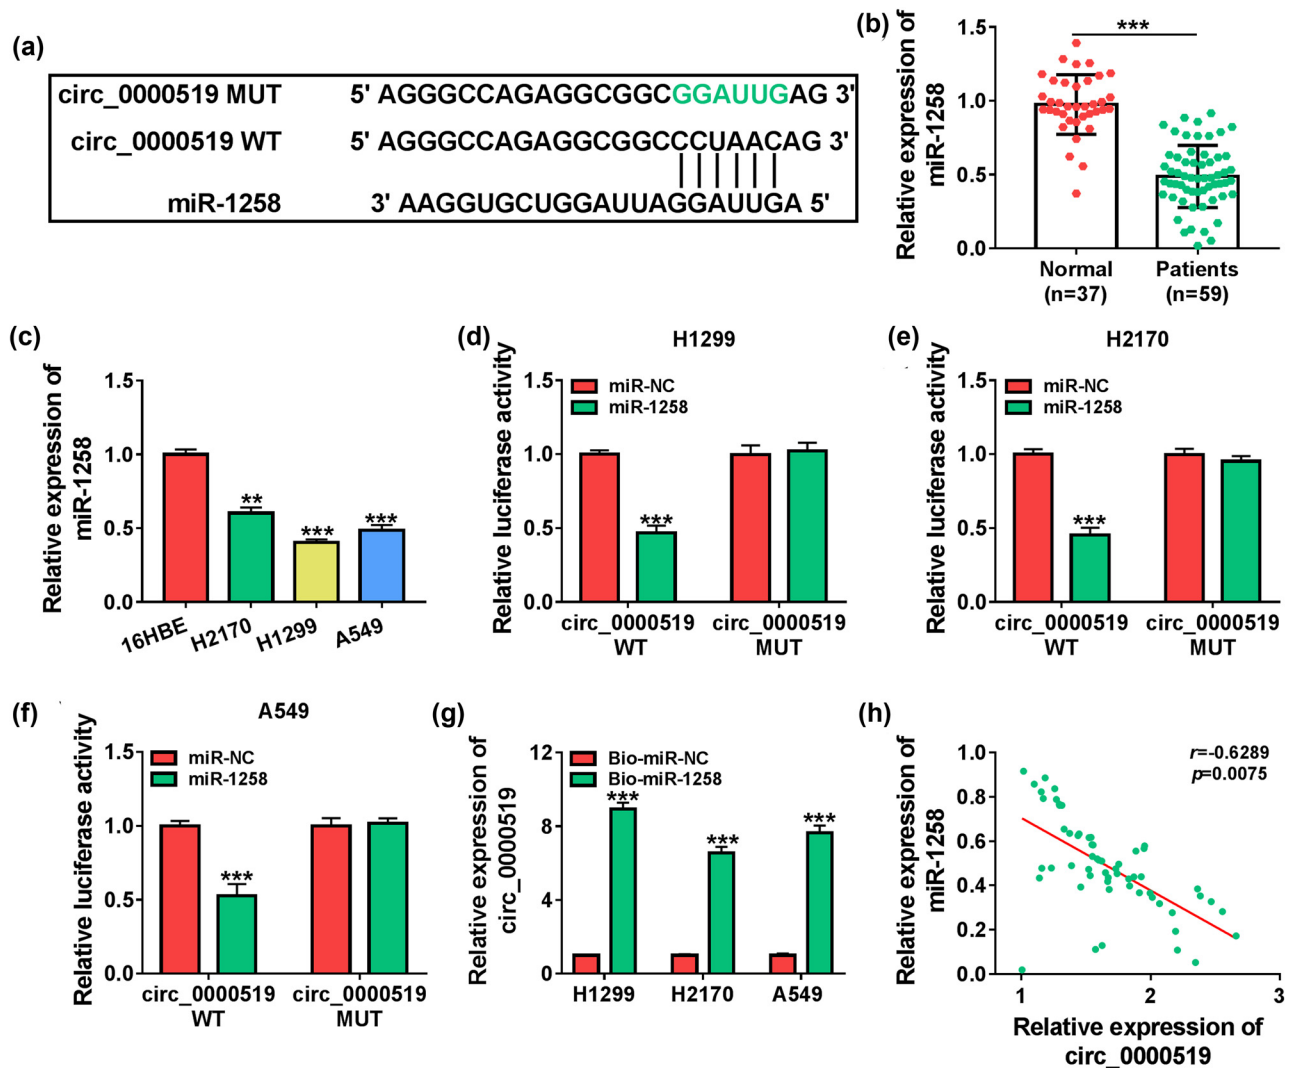 (a)
circ_0000519 MUT 5' AGGGCCAGAGGCGGCGGAUUGAG 3'
circ_0000519 WT 5' AGGGCCAGAGGCGGCCCUAACAG 3'
miR-1258 3' AAGGUGCUGGAUUAGGAUUGA 5'
(b)
Relative expression of
miR-1258
1.5
1.0
0.5
0.0
***
Normal
(n=37)
Patients
(n=59)
(c)
Relative expression of
miR-1258
1.5
1.0
0.5
0.0
**
***
***
16HBE
H2170
H1299
A549
(d)
H1299
Relative luciferase activity
1.5
1.0
0.5
0.0
miR-NC
miR-1258
***
circ_0000519
WT
circ_0000519
MUT
(e)
H2170
Relative luciferase activity
1.5
1.0
0.5
0.0
miR-NC
miR-1258
***
circ_0000519
WT
circ_0000519
MUT
(f)
A549
Relative luciferase activity
1.5
1.0
0.5
0.0
miR-NC
miR-1258
***
circ_0000519
WT
circ_0000519
MUT
(g)
Relative expression of
circ_0000519
12
8
4
0
Bio-miR-NC
Bio-miR-1258
***
***
***
H1299
H2170
A549
(h)
Relative expression of
miR-1258
1.0
0.8
0.6
0.4
0.2
0.0
r=-0.6289
p=0.0075
1
2
3
Relative expression of
circ_0000519